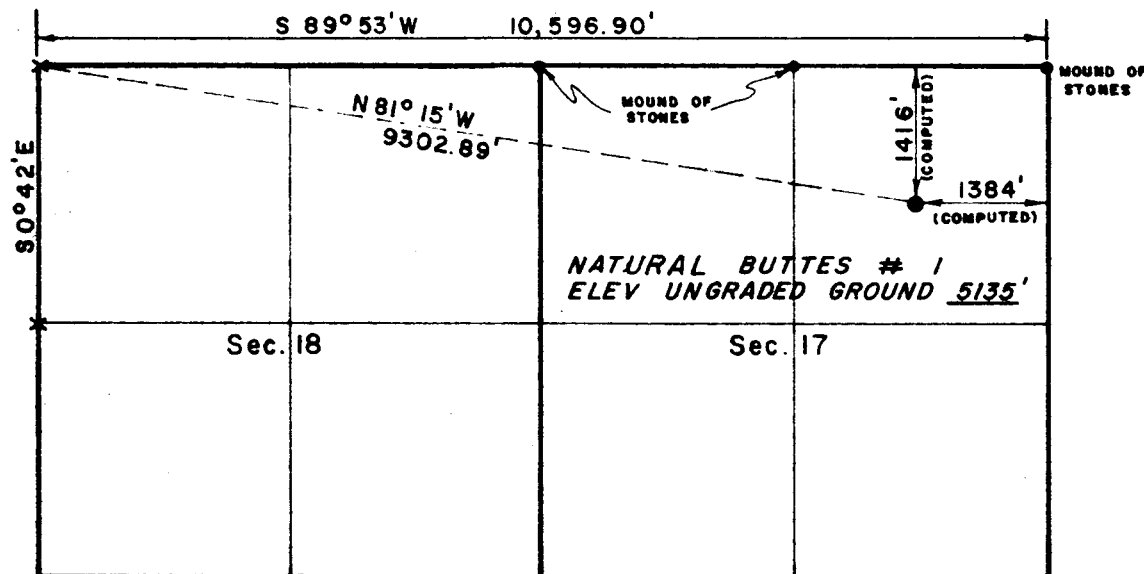 S 89° 53' W 10,596.90'
MOUND OF
STONES
MOUND OF
STONES
N 81° 15' W
9302.89'
1416'
(COMPUTED)
1384'
(COMPUTED)
S 0° 42' E
NATURAL BUTTES # 1
ELEV UNGRADED GROUND 5135'
Sec. 18
Sec. 17